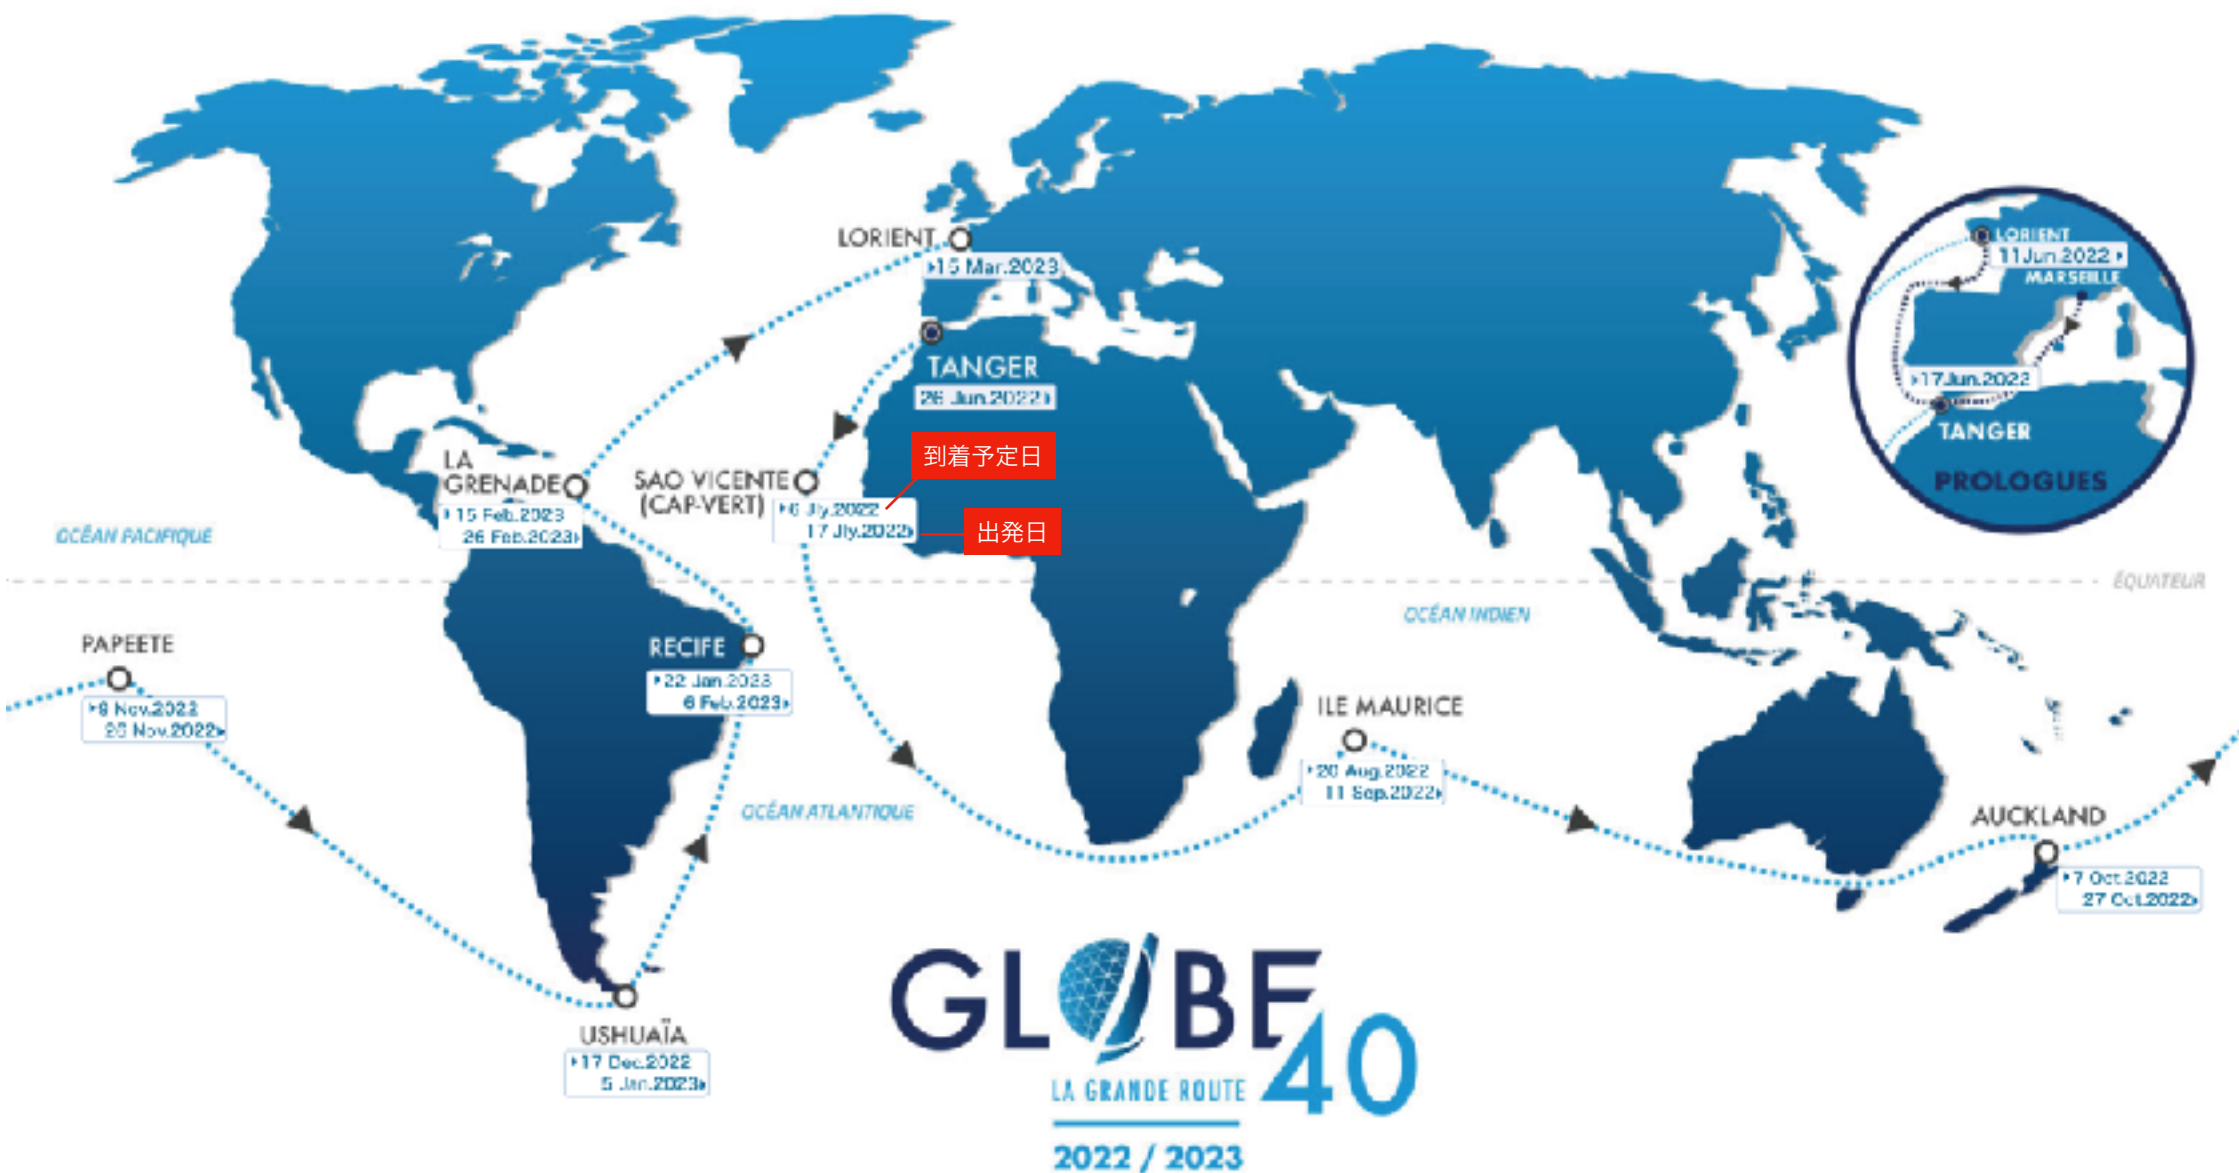 LORIENT
▸15 Mar.2023
LORIENT
11Jun.2022 ▸
MARSEILLE
▸17Jun.2022
TANGER
PROLOGUES
TANGER
26 Jun.2022▸
到着予定日
LA
GRENADE
▸15 Feb.2023
26 Feb.2023▸
SAO VICENTE
(CAP-VERT)
▸6 Jly.2022
17 Jly.2022▸
出発日
OCÉAN PACIFIQUE
ÉQUATEUR
OCÉAN INDIEN
PAPEETE
Nov.2022
26 Nov.2022▸
RECIFE
▸22 Jan.2023
6 Feb.2023▸
ILE MAURICE
▸20 Aug.2022
11 Sep.2022▸
OCÉAN ATLANTIQUE
AUCKLAND
▸7 Oct.2022
27 Oct.2022▸
USHUAÏA
▸17 Dec.2022
5 Jan.2023▸
GLOBE
40
LA GRANDE ROUTE
2022 / 2023